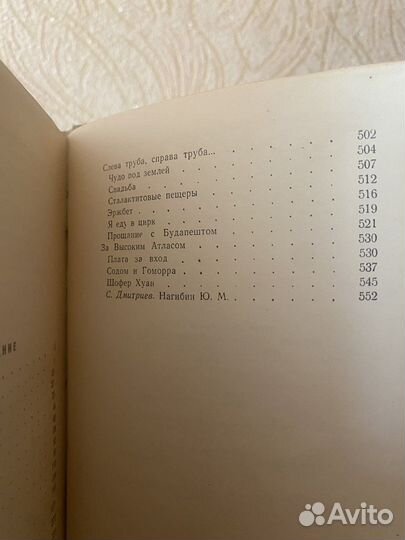 Слева труба, справа труба... 502
Чудо под землей 504
Свадьба 507
Сталактитовые пещеры 512
Эржбет 516
Я еду в цирк 519
Прощание с Будапештом 521
За Высоким Атласом 530
Плата за вход 530
Содом и Гоморра 537
Шофер Хуан 545
С. Дмитриев. Нагибин Ю. М. 552
Avito